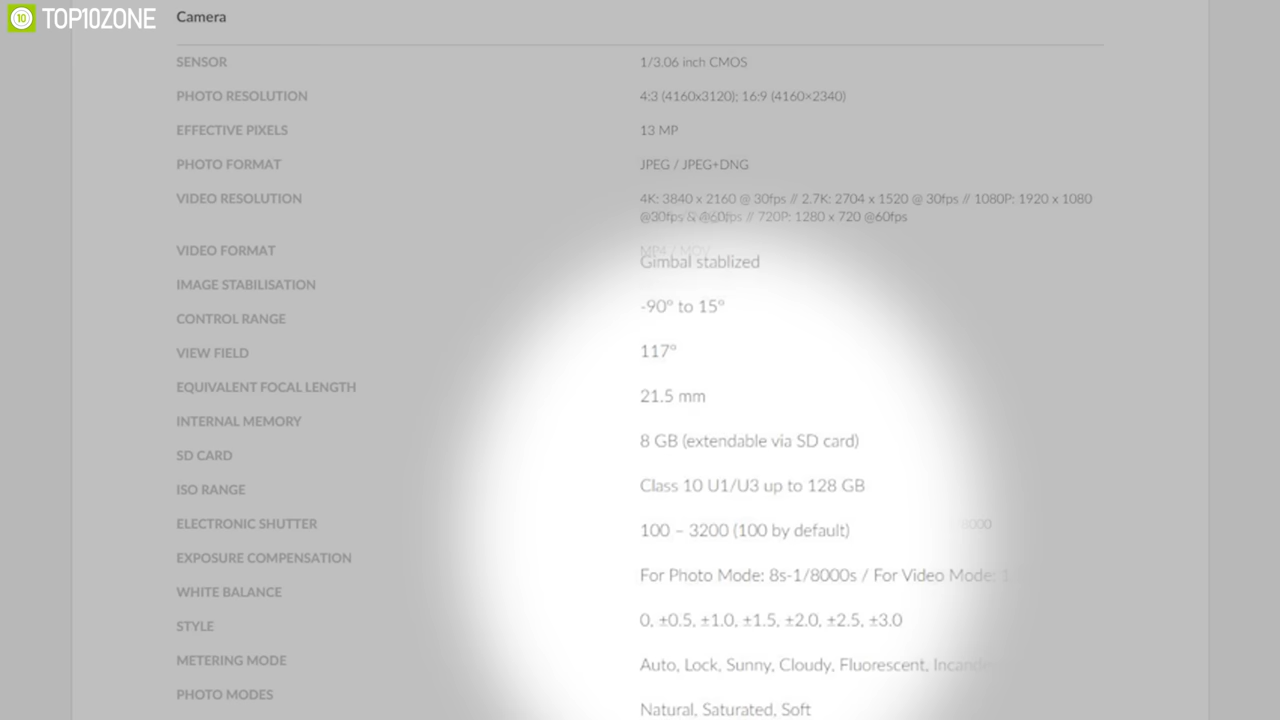 TOP10ZONE
Camera
SENSOR 1/3.06 inch CMOS
PHOTO RESOLUTION 4:3 (4160x3120); 16:9 (4160×2340)
EFFECTIVE PIXELS 13 MP
PHOTO FORMAT JPEG / JPEG+DNG
VIDEO RESOLUTION 4K: 3840 x 2160 @ 30fps // 2.7K: 2704 x 1520 @ 30fps // 1080P: 1920 x 1080
@30fps & @60fps // 720P: 1280 x 720 @60fps
VIDEO FORMAT MP4 / MOV
Gimbal stablized
IMAGE STABILISATION
-90° to 15°
CONTROL RANGE
VIEW FIELD 117°
EQUIVALENT FOCAL LENGTH 21.5 mm
INTERNAL MEMORY
8 GB (extendable via SD card)
SD CARD
ISO RANGE Class 10 U1/U3 up to 128 GB
ELECTRONIC SHUTTER 100 – 3200 (100 by default) 8000
EXPOSURE COMPENSATION
For Photo Mode: 8s-1/8000s / For Video Mode:
WHITE BALANCE
STYLE 0, ±0.5, ±1.0, ±1.5, ±2.0, ±2.5, ±3.0
METERING MODE Auto, Lock, Sunny, Cloudy, Fluorescent,
PHOTO MODES
Natural, Saturated, Soft